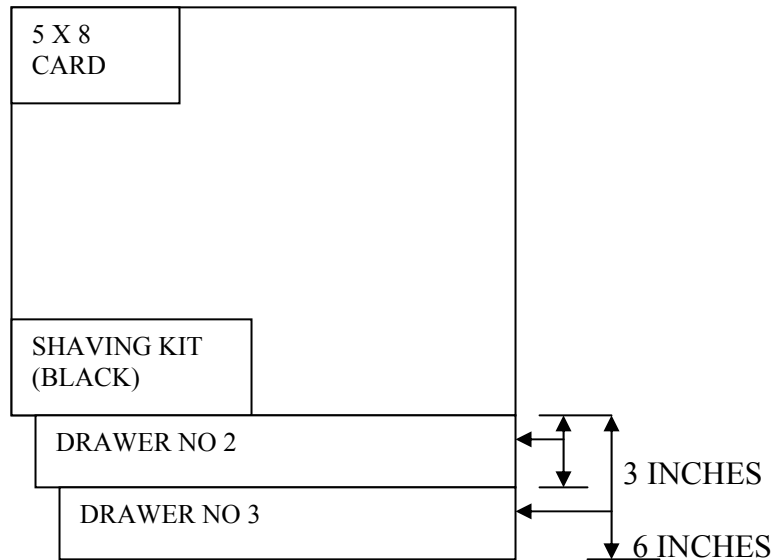 5 X 8
CARD
SHAVING KIT
(BLACK)
DRAWER NO 2
3 INCHES
DRAWER NO 3
6 INCHES